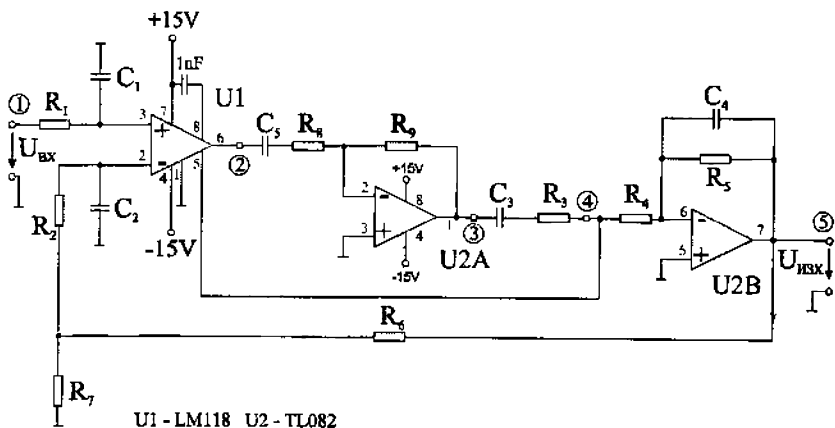 +15V
1nF
U1
C₁
① R₁
3
7
+
8
6
②
C₅
R₈
R₉
C₄
R₅
Uвх
2
-
4
1
5
R₂
C₂
-15V
+15V
2
-
8
3
+
4
1
-15V
U2A
③
C₃
R₃
④
R₄
6
-
5
+
7
U2B
⑤
Uизх
R₆
R₇
U1 - LM118 U2 - TL082